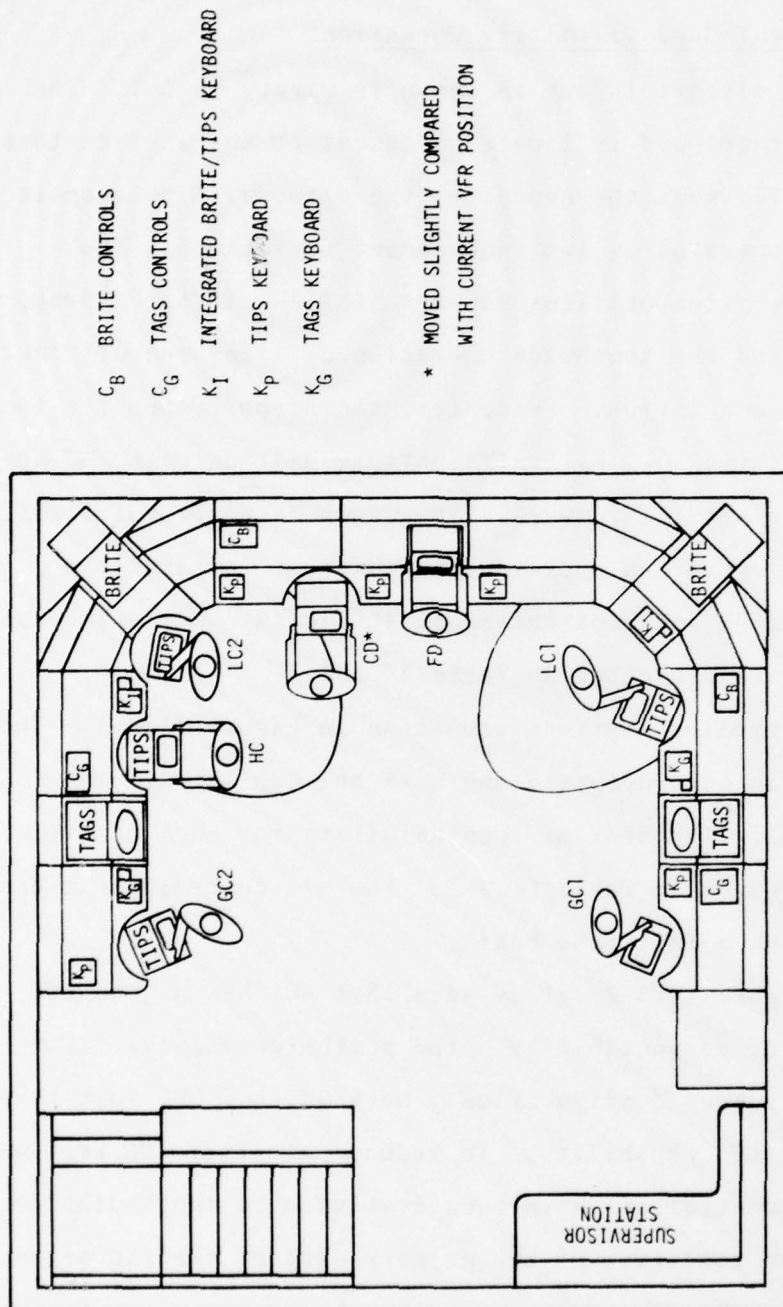 C_B BRITE CONTROLS
C_G TAGS CONTROLS
K_I INTEGRATED BRITE/TIPS KEYBOARD
K_P TIPS KEYBOARD
K_G TAGS KEYBOARD
* MOVED SLIGHTLY COMPARED
WITH CURRENT VFR POSITION
K_P
TAGS
C_G
K_G
K_I
BRITE
TIPS
TIPS
TIPS
GC2
HC
LC2
K_P
C_B
CD*
K_P
FD
K_P
LC1
GC1
TIPS
BRITE
K_P
K_G
C_G
TAGS
C_B
SUPERVISOR
STATION